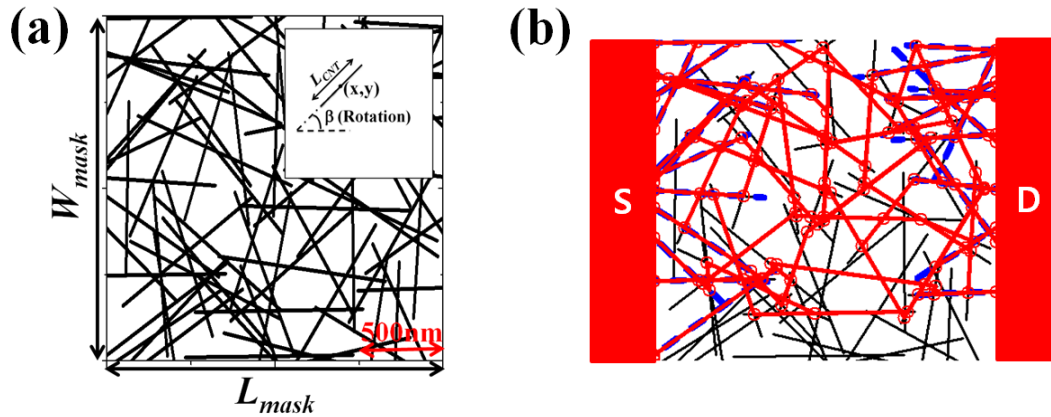 (a)
W_mask
L_CNT
(x,y)
β (Rotation)
500nm
L_mask
(b)
S
D